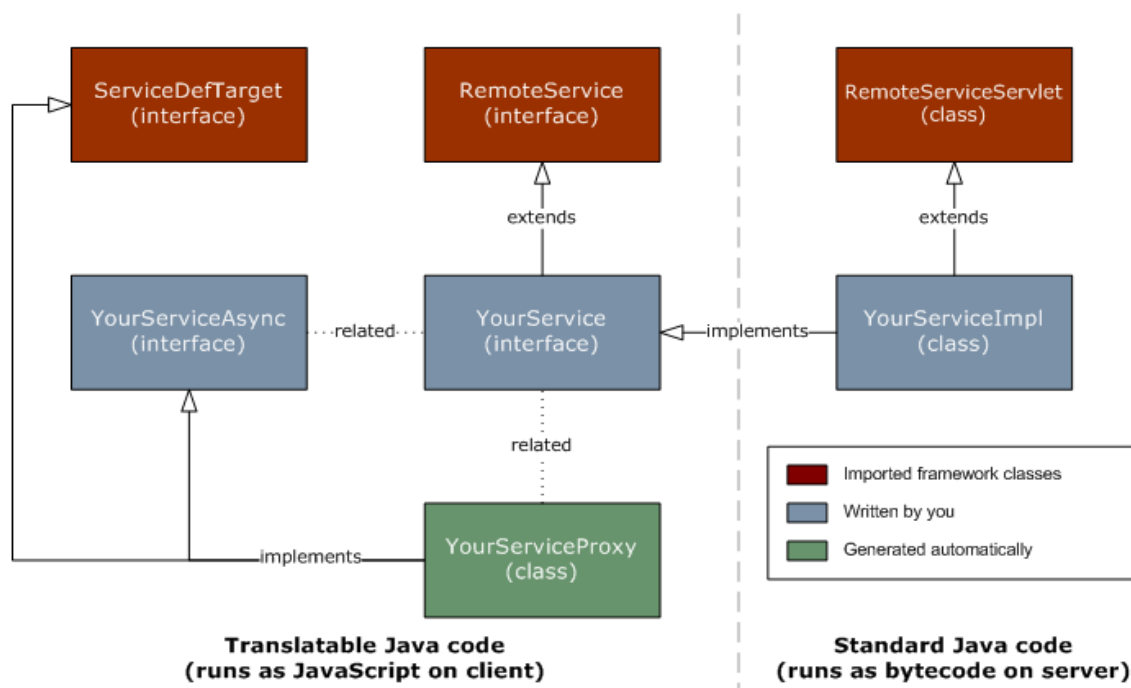 ServiceDefTarget
(interface)
RemoteService
(interface)
RemoteServiceServlet
(class)
extends
extends
YourServiceAsync
(interface)
related
YourService
(interface)
implements
YourServiceImpl
(class)
related
Imported framework classes
Written by you
Generated automatically
implements
YourServiceProxy
(class)
Translatable Java code
(runs as JavaScript on client)
Standard Java code
(runs as bytecode on server)